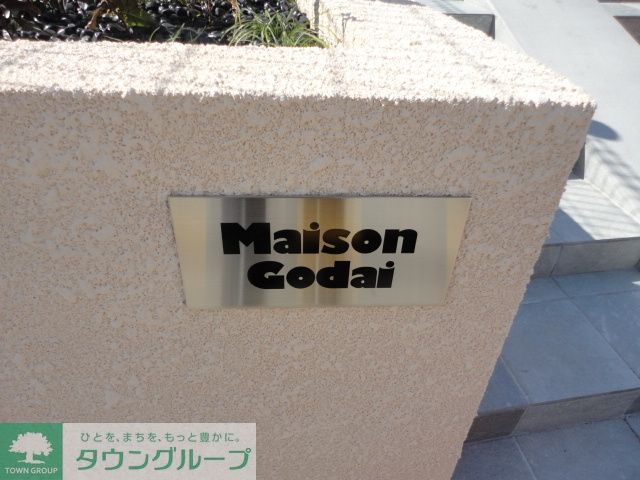 Maison
Godai
ひとを、まちを、もっと豊かに。
タウングループ
TOWN GROUP